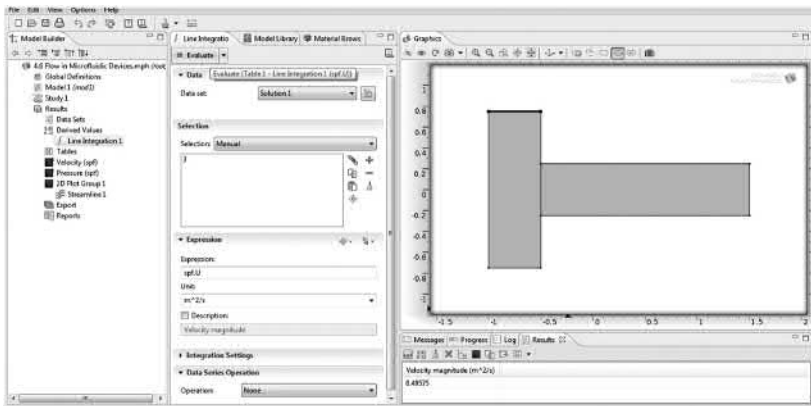 File Edit View Options Help
Model Builder
4.6 Flow in Microfluidic Devices.mph (root)
Global Definitions
Model 1 (mod1)
Study 1
Results
Data Sets
Derived Values
Line Integration 1
Tables
Velocity (spf)
Pressure (spf)
2D Plot Group 1
Streamline 1
Export
Reports
Line Integratio
Model Library
Material Brows
Evaluate
Data
Evaluate (Table 1 - Line Integration 1 (spf.U))
Data set: Solution 1
Selection
Selection: Manual
3
Expression
Expression:
spf.U
Unit:
m^2/s
Description:
Velocity magnitude
Integration Settings
Data Series Operation
Operation: None
Graphics
1
0.8
0.6
0.4
0.2
0
-0.2
-0.4
-0.6
-0.8
-1
-1.5 -1 -0.5 0 0.5 1 1.5 2
Messages Progress Log Results
Velocity magnitude (m^2/s)